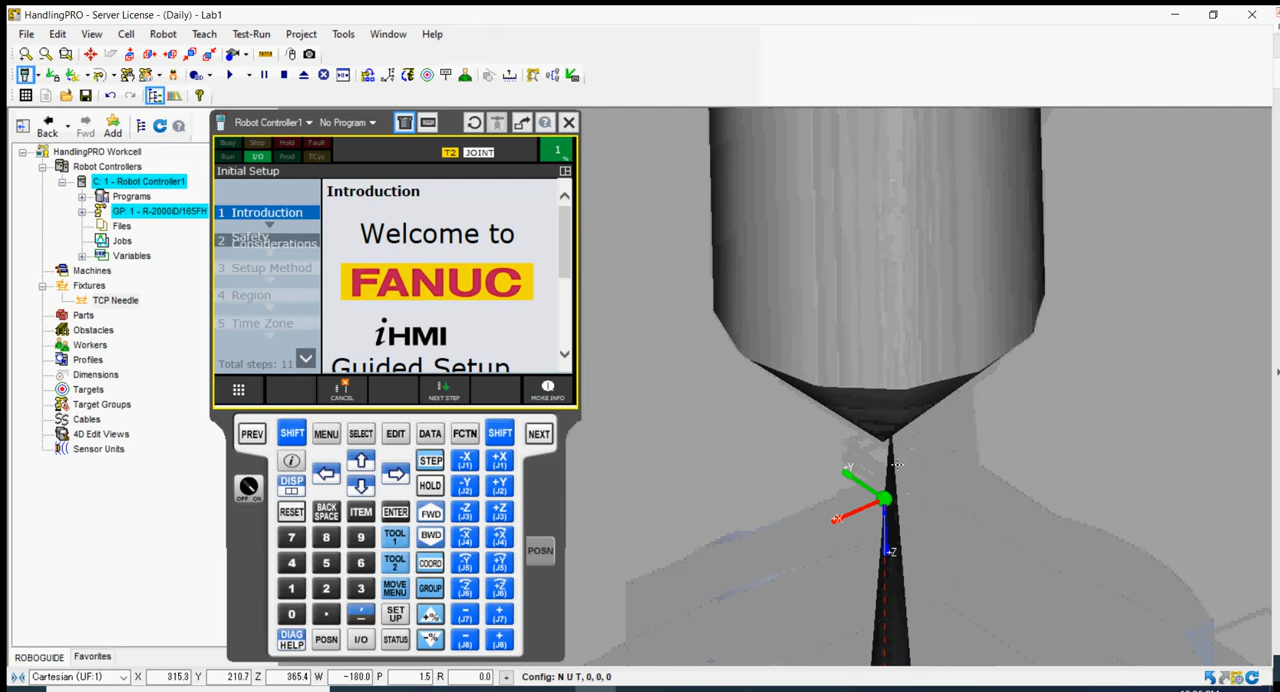 HandlingPRO - Server License - (Daily) - Lab1
File Edit View Cell Robot Teach Test-Run Project Tools Window Help
Back Fwd Add
HandlingPRO Workcell
Robot Controllers
C: 1 - Robot Controller1
Programs
GP: 1 - R-2000iD/165FH
Files
Jobs
Variables
Machines
Fixtures
TCP Needle
Parts
Obstacles
Workers
Profiles
Dimensions
Targets
Target Groups
Cables
4D Edit Views
Sensor Units
ROBOGUIDE Favorites
Robot Controller1 No Program
Busy Step Hold Fault
Run I/O Prod TCyc
T2 JOINT
1
%
Initial Setup
1 Introduction
2 Safety Considerations
3 Setup Method
4 Region
5 Time Zone
Total steps: 11
Introduction
Welcome to
FANUC
iHMI
Guided Setup
CANCEL
NEXT STEP
MORE INFO
PREV SHIFT MENU SELECT EDIT DATA FCTN SHIFT NEXT
i STEP -X (J1) +X (J1)
DISP HOLD -Y (J2) +Y (J2)
OFF ON
RESET BACK SPACE ITEM ENTER FWD -Z (J3) +Z (J3)
7 8 9 TOOL 1 BWD -X (J4) +X (J4)
POSN
4 5 6 TOOL 2 COORD -Y (J5) +Y (J5)
1 2 3 MOVE MENU GROUP -Z (J6) +Z (J6)
0 . , – SET UP +% - (J7) + (J7)
DIAG HELP POSN I/O STATUS -% - (J8) + (J8)
+Y
+X
+Z
Cartesian (UF:1) X 315.3 Y 210.7 Z 365.4 W -180.0 P 1.5 R 0.0 Config: N U T, 0, 0, 0